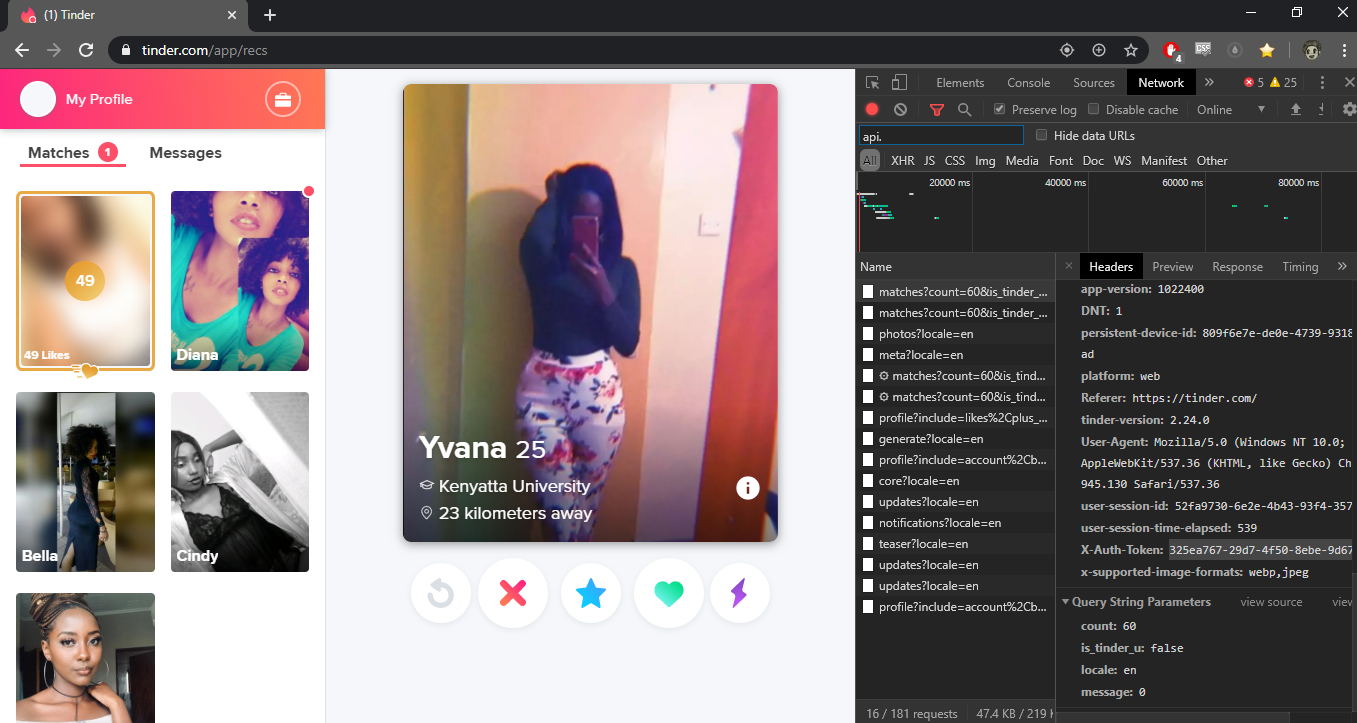 (1) Tinder
tinder.com/app/recs
4
CSP
My Profile
Matches 1 Messages
49
49 Likes
Diana
Bella
Cindy
Yvana 25
Kenyatta University
23 kilometers away
Elements Console Sources Network » 5 25
Preserve log Disable cache Online
api. Hide data URLs
All XHR JS CSS Img Media Font Doc WS Manifest Other
20000 ms 40000 ms 60000 ms 80000 ms
Name
matches?count=60&is_tinder_...
matches?count=60&is_tinder_...
photos?locale=en
meta?locale=en
matches?count=60&is_tind...
matches?count=60&is_tind...
profile?include=likes%2Cplus_...
generate?locale=en
profile?include=account%2Cb...
core?locale=en
updates?locale=en
notifications?locale=en
teaser?locale=en
updates?locale=en
updates?locale=en
profile?include=account%2Cb...
16 / 181 requests 47.4 KB / 219 K
Headers Preview Response Timing »
app-version: 1022400
DNT: 1
persistent-device-id: 809f6e7e-de0e-4739-9318
ad
platform: web
Referer: https://tinder.com/
tinder-version: 2.24.0
User-Agent: Mozilla/5.0 (Windows NT 10.0;
AppleWebKit/537.36 (KHTML, like Gecko) Ch
945.130 Safari/537.36
user-session-id: 52fa9730-6e2e-4b43-93f4-357
user-session-time-elapsed: 539
X-Auth-Token: 325ea767-29d7-4f50-8ebe-9d67
x-supported-image-formats: webp,jpeg
Query String Parameters view source view
count: 60
is_tinder_u: false
locale: en
message: 0